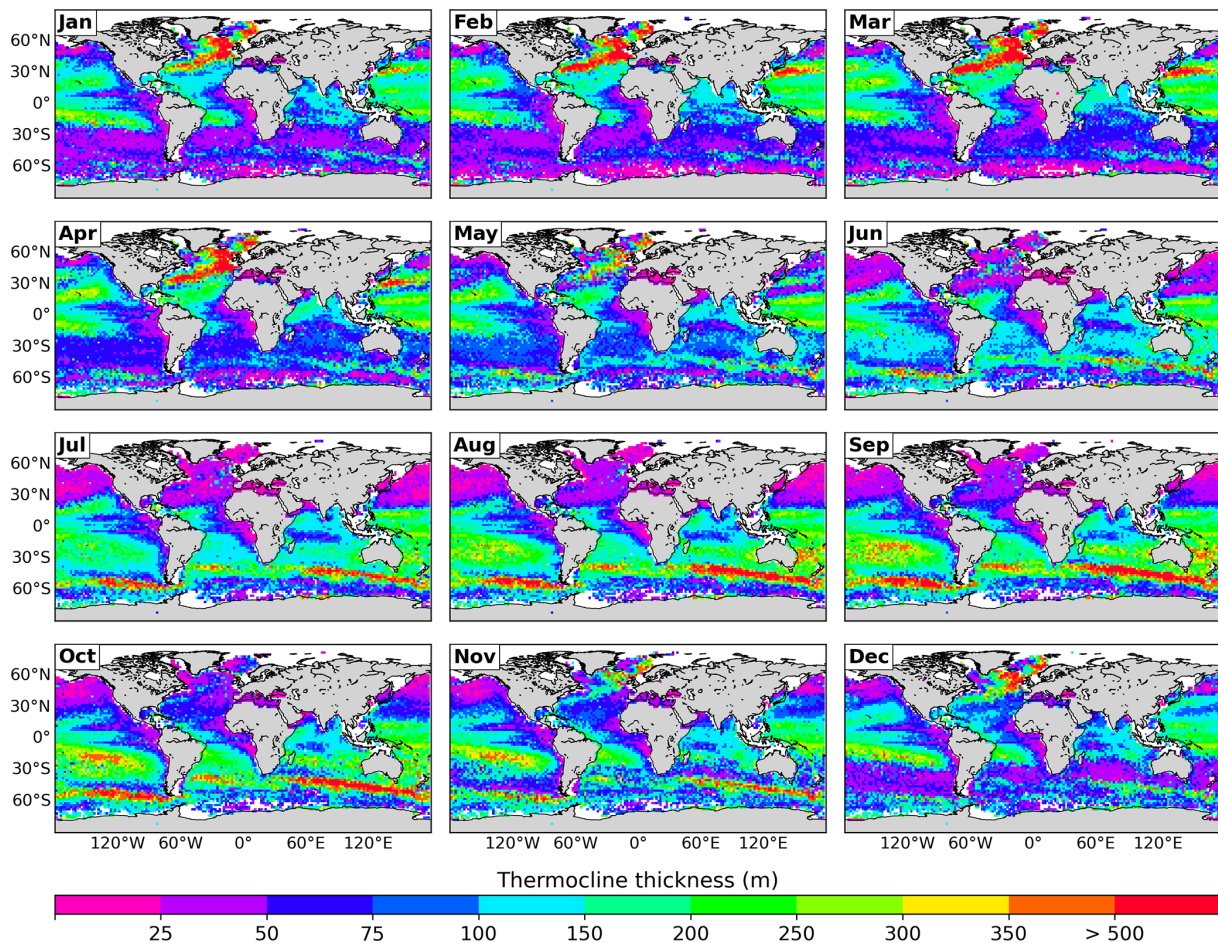 Jan Feb Mar
60°N
30°N
0°
30°S
60°S
Apr May Jun
60°N
30°N
0°
30°S
60°S
Jul Aug Sep
60°N
30°N
0°
30°S
60°S
Oct Nov Dec
60°N
30°N
0°
30°S
60°S
120°W 60°W 0° 60°E 120°E 120°W 60°W 0° 60°E 120°E 120°W 60°W 0° 60°E 120°E
Thermocline thickness (m)
25 50 75 100 150 200 250 300 350 > 500